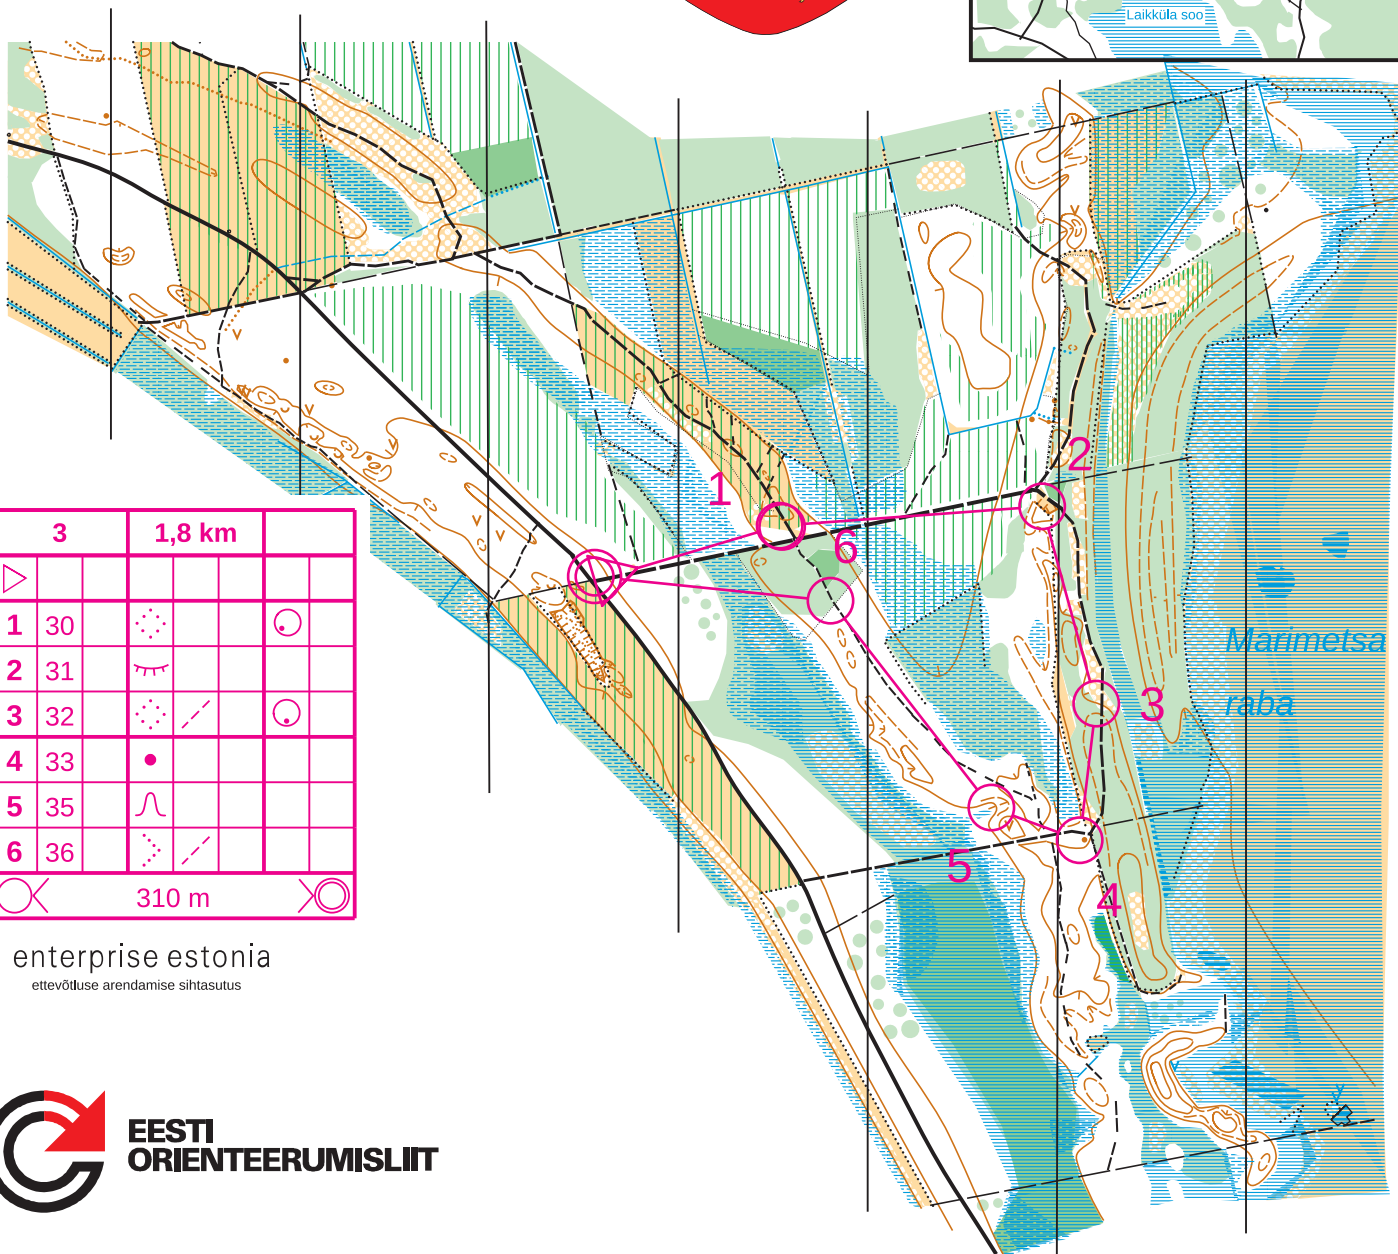 Laikküla soo
1
2
6
3
5
4
Marimetsa
raba
3 1,8 km
1 30
2 31
3 32
4 33
5 35
6 36
310 m
enterprise estonia
ettevõtluse arendamise sihtasutus
EESTI
ORIENTEERUMISLIIT